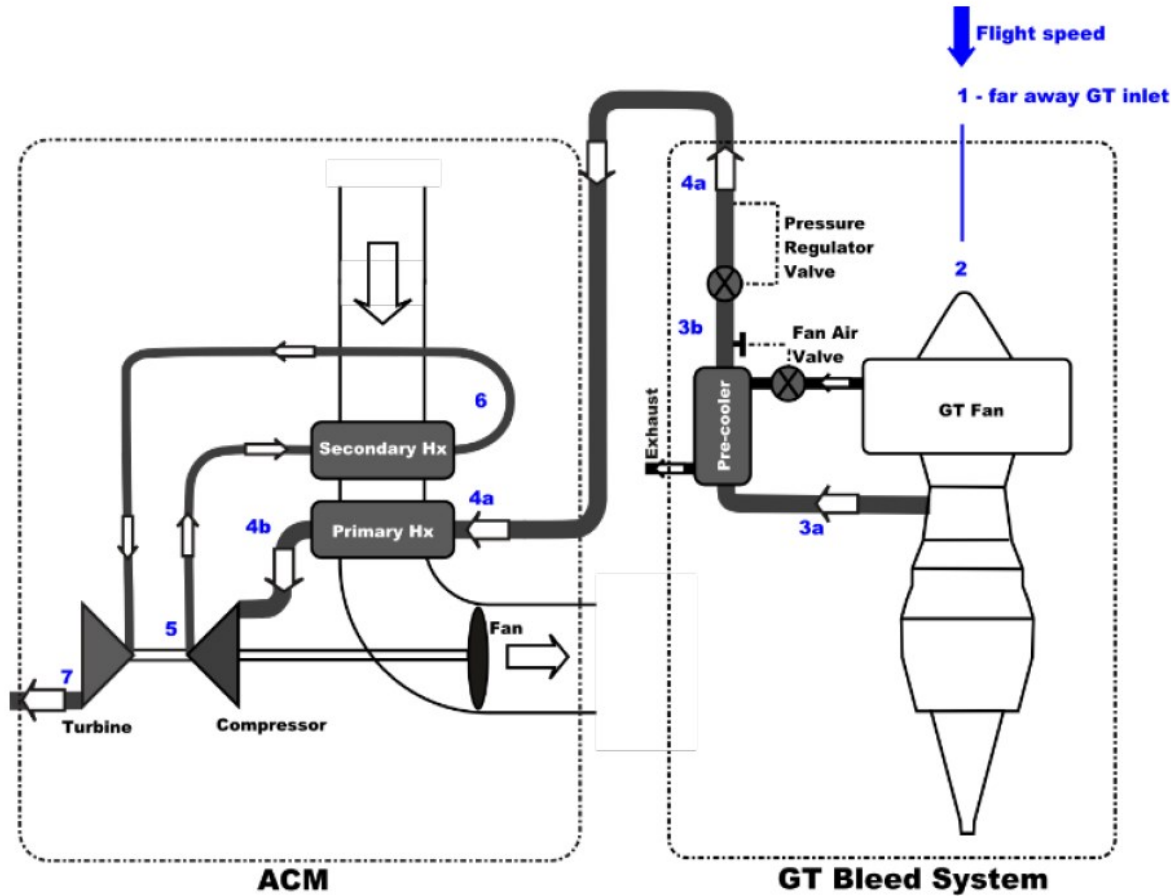 Flight speed
1 - far away GT inlet
4a
Pressure
Regulator
Valve
2
3b
Fan Air
Valve
6
GT Fan
Secondary Hx
Pre-cooler
Exhaust
4a
4b
Primary Hx
3a
5
Fan
7
Turbine
Compressor
ACM
GT Bleed System